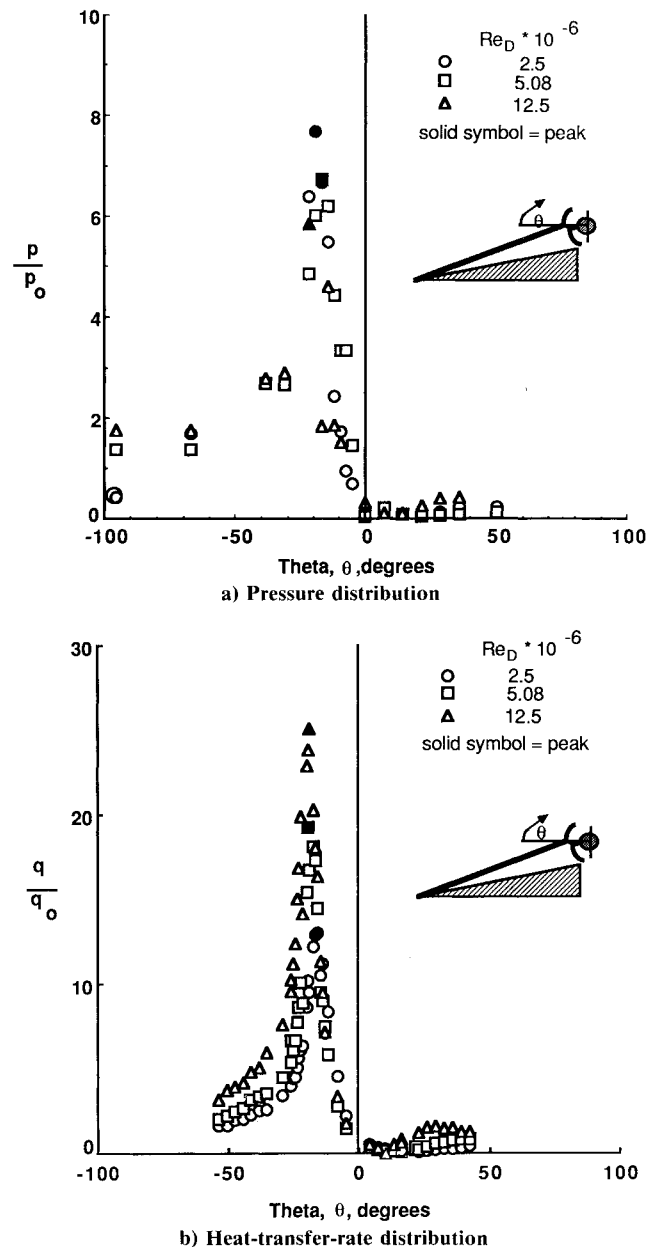 Re_D * 10^-6
2.5
5.08
12.5
solid symbol = peak
10
8
6
4
2
0
p
p_o
θ
-100 -50 0 50 100
Theta, θ, degrees
a) Pressure distribution
Re_D * 10^-6
2.5
5.08
12.5
solid symbol = peak
30
20
10
0
q
q_o
θ
-100 -50 0 50 100
Theta, θ, degrees
b) Heat-transfer-rate distribution